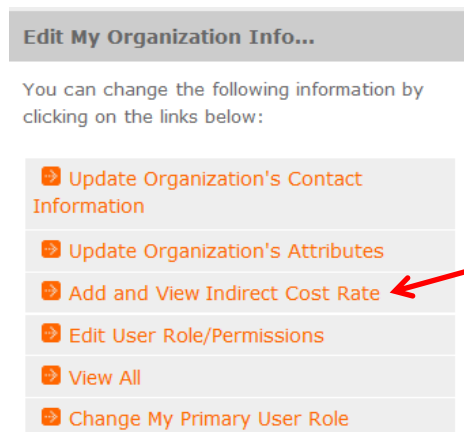 Edit My Organization Info...
You can change the following information by
clicking on the links below:
Update Organization's Contact
Information
Update Organization's Attributes
Add and View Indirect Cost Rate
Edit User Role/Permissions
View All
Change My Primary User Role